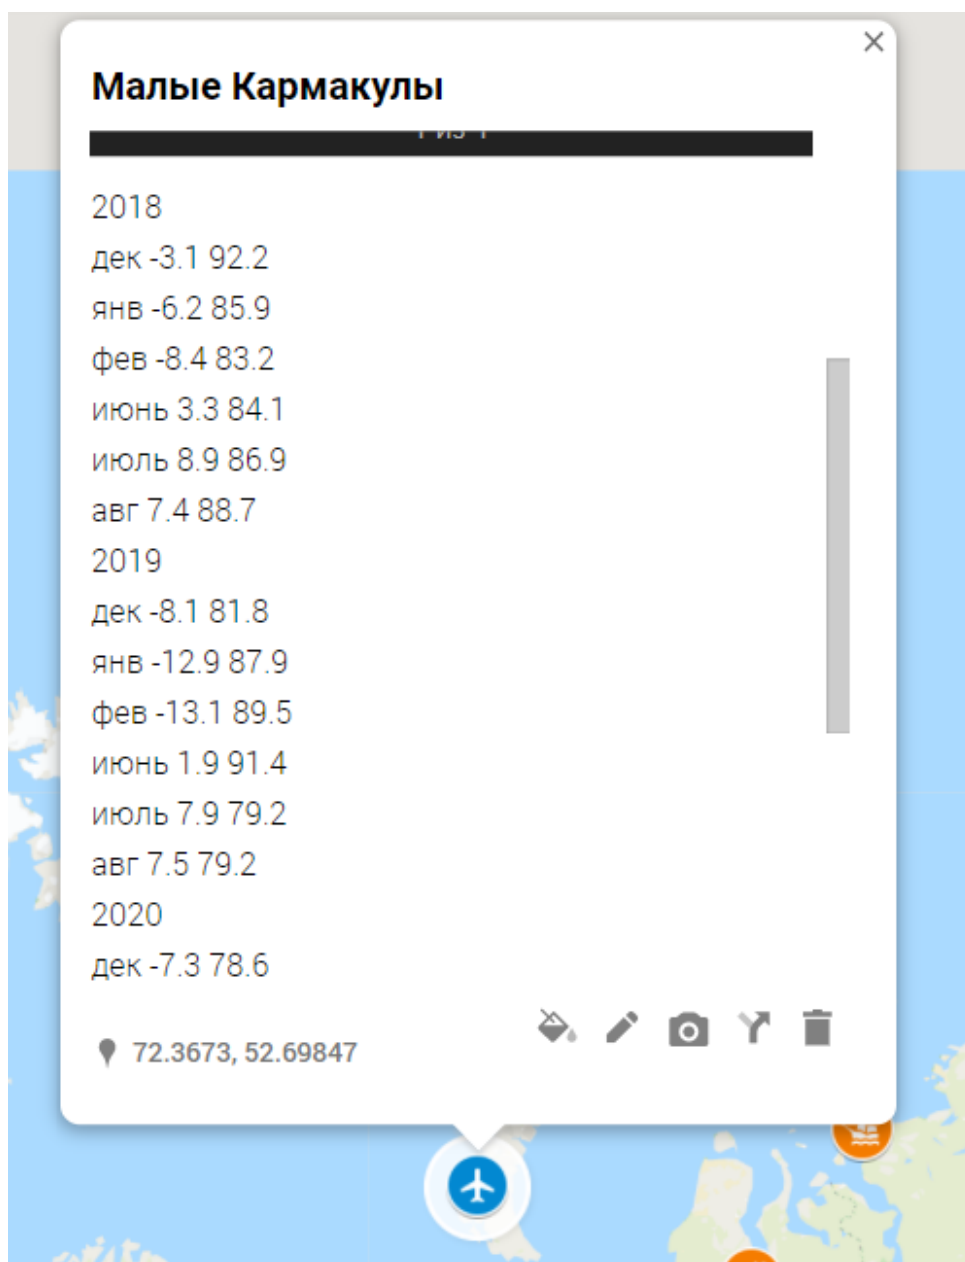 Малые Кармакулы
1 из 1
2018
дек -3.1 92.2
янв -6.2 85.9
фев -8.4 83.2
июнь 3.3 84.1
июль 8.9 86.9
авг 7.4 88.7
2019
дек -8.1 81.8
янв -12.9 87.9
фев -13.1 89.5
июнь 1.9 91.4
июль 7.9 79.2
авг 7.5 79.2
2020
дек -7.3 78.6
72.3673, 52.69847